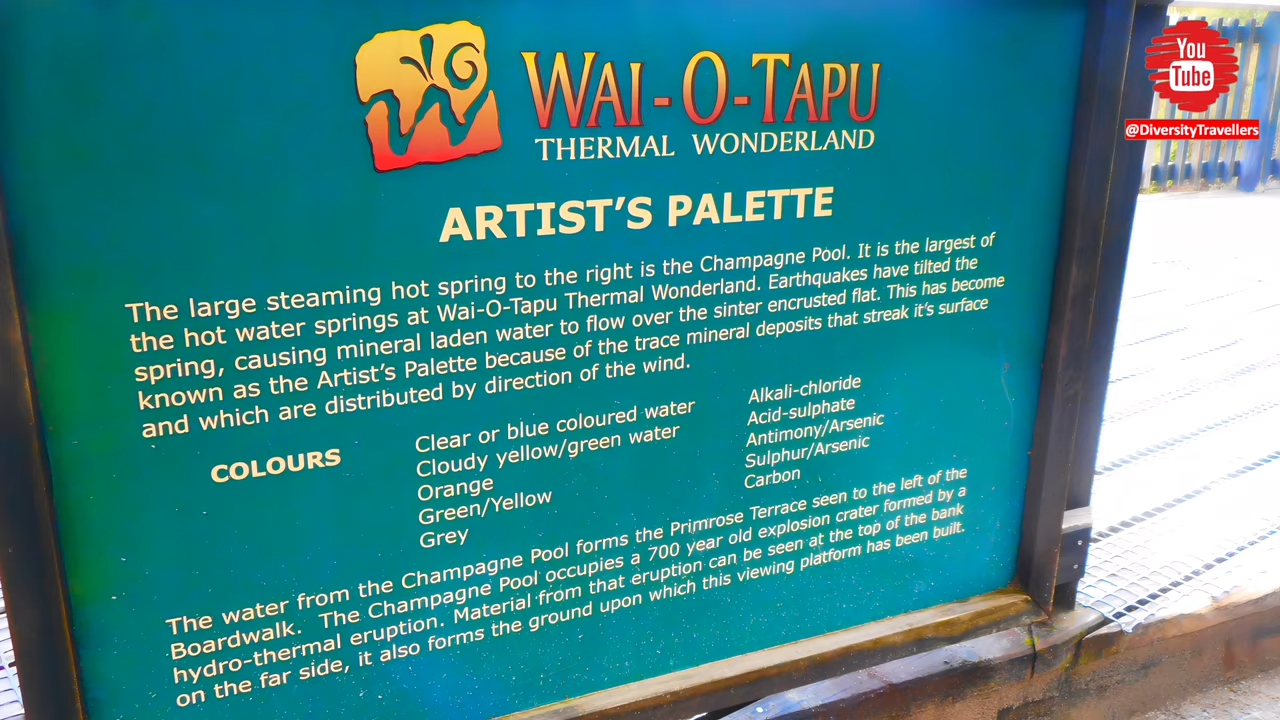 You
Tube
@DiversityTravellers
WAI-O-TAPU
THERMAL WONDERLAND
ARTIST'S PALETTE
The large steaming hot spring to the right is the Champagne Pool. It is the largest of
the hot water springs at Wai-O-Tapu Thermal Wonderland. Earthquakes have tilted the
spring, causing mineral laden water to flow over the sinter encrusted flat. This has become
known as the Artist's Palette because of the trace mineral deposits that streak it's surface
and which are distributed by direction of the wind.
COLOURS
Clear or blue coloured water Alkali-chloride
Cloudy yellow/green water Acid-sulphate
Orange Antimony/Arsenic
Green/Yellow Sulphur/Arsenic
Grey Carbon
The water from the Champagne Pool forms the Primrose Terrace seen to the left of the
Boardwalk. The Champagne Pool occupies a 700 year old explosion crater formed by a
hydro-thermal eruption. Material from that eruption can be seen at the top of the bank
on the far side, it also forms the ground upon which this viewing platform has been built.